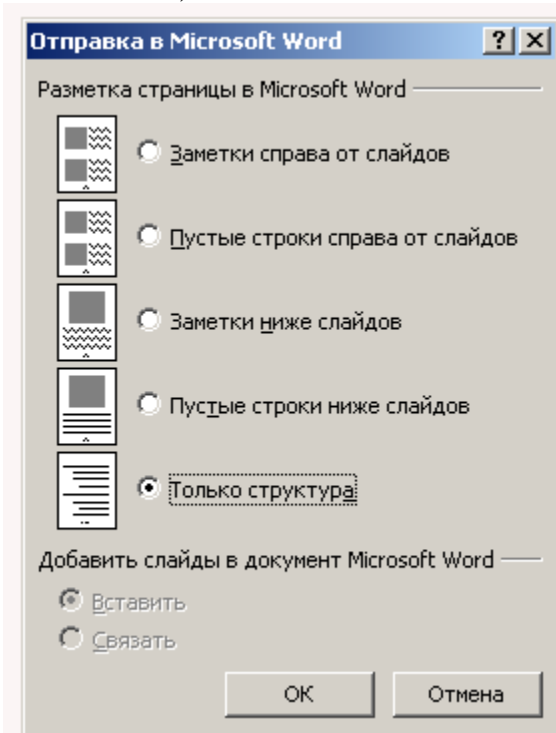 Отправка в Microsoft Word
Разметка страницы в Microsoft Word
Заметки справа от слайдов
Пустые строки справа от слайдов
Заметки ниже слайдов
Пустые строки ниже слайдов
Только структура
Добавить слайды в документ Microsoft Word
Вставить
Связать
ОК Отмена